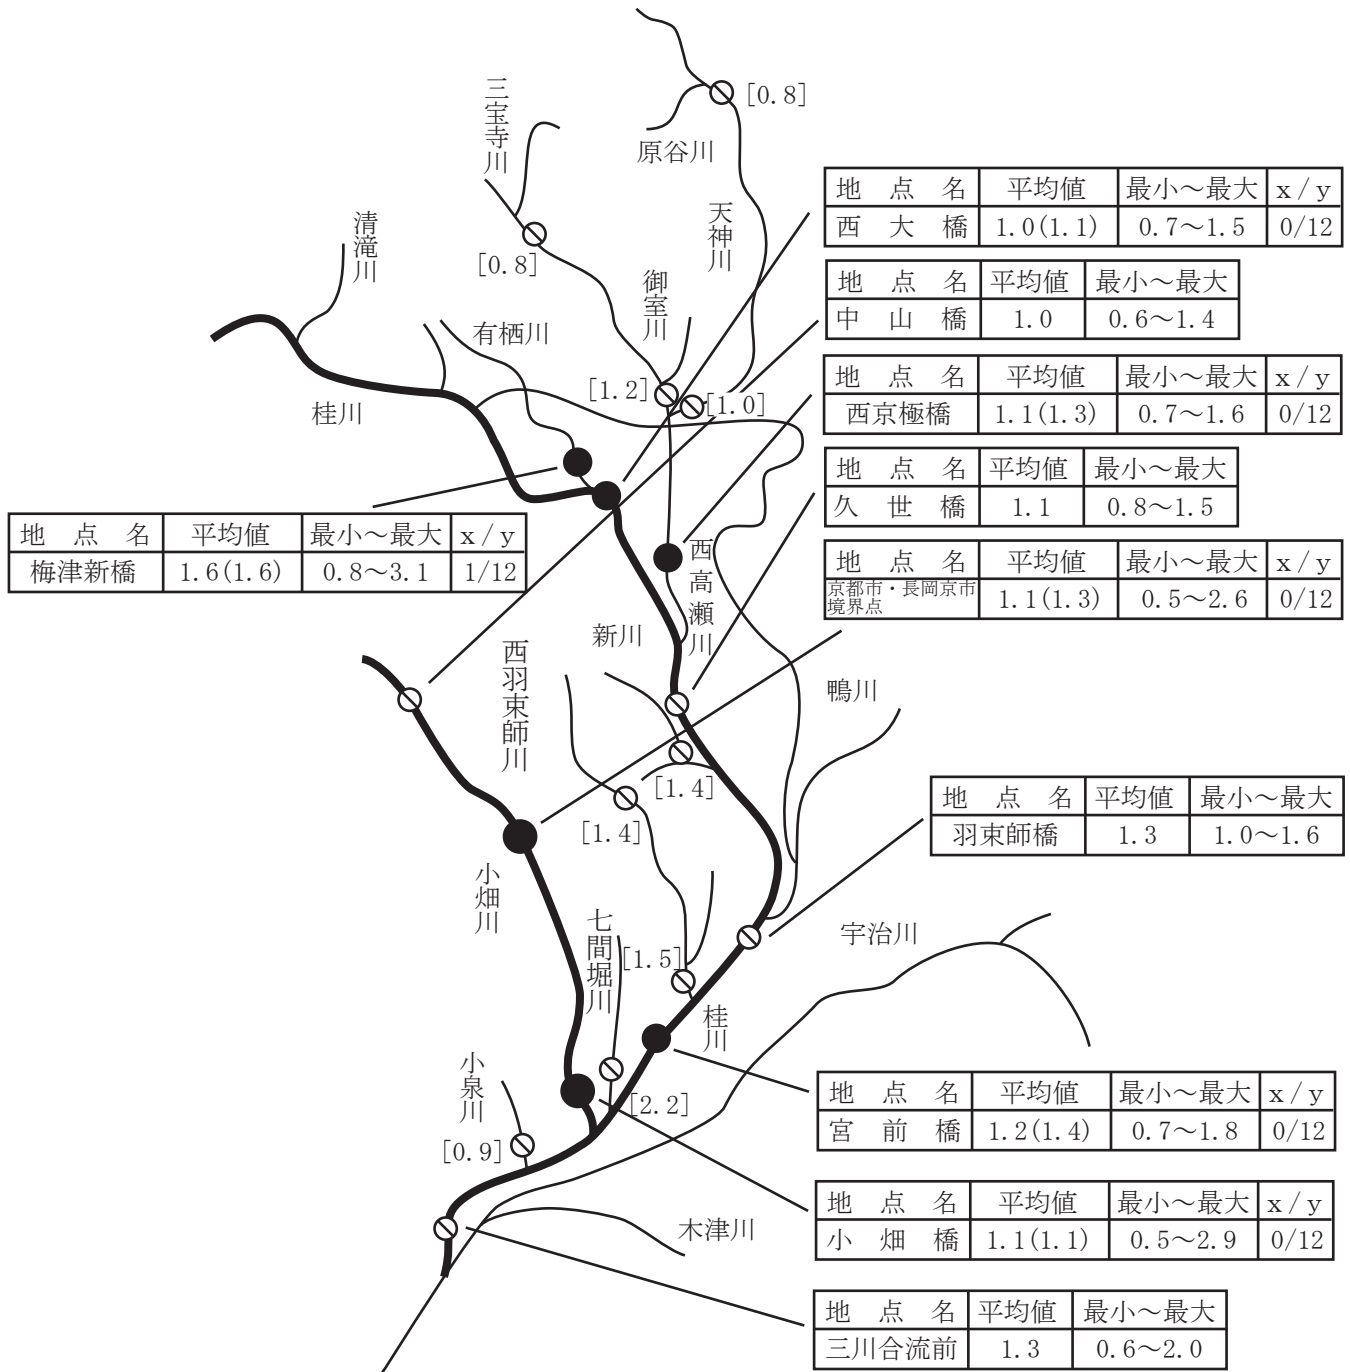 [0.8]
三宝寺川
原谷川
地点名 平均値 最小〜最大 x/y
西大橋 1.0(1.1) 0.7〜1.5 0/12
天神川
清滝川
[0.8]
御室川
地点名 平均値 最小〜最大
中山橋 1.0 0.6〜1.4
有栖川
[1.2]
[1.0]
地点名 平均値 最小〜最大 x/y
西京極橋 1.1(1.3) 0.7〜1.6 0/12
桂川
地点名 平均値 最小〜最大
久世橋 1.1 0.8〜1.5
地点名 平均値 最小〜最大 x/y
梅津新橋 1.6(1.6) 0.8〜3.1 1/12
西高瀬川
地点名 平均値 最小〜最大 x/y
京都市・長岡京市
境界点 1.1(1.3) 0.5〜2.6 0/12
新川
西羽束師川
鴨川
[1.4]
[1.4]
地点名 平均値 最小〜最大
羽束師橋 1.3 1.0〜1.6
小畑川
七間堀川
[1.5]
宇治川
桂川
小泉川
[2.2]
地点名 平均値 最小〜最大 x/y
宮前橋 1.2(1.4) 0.7〜1.8 0/12
[0.9]
地点名 平均値 最小〜最大 x/y
小畑橋 1.1(1.1) 0.5〜2.9 0/12
木津川
地点名 平均値 最小〜最大
三川合流前 1.3 0.6〜2.0